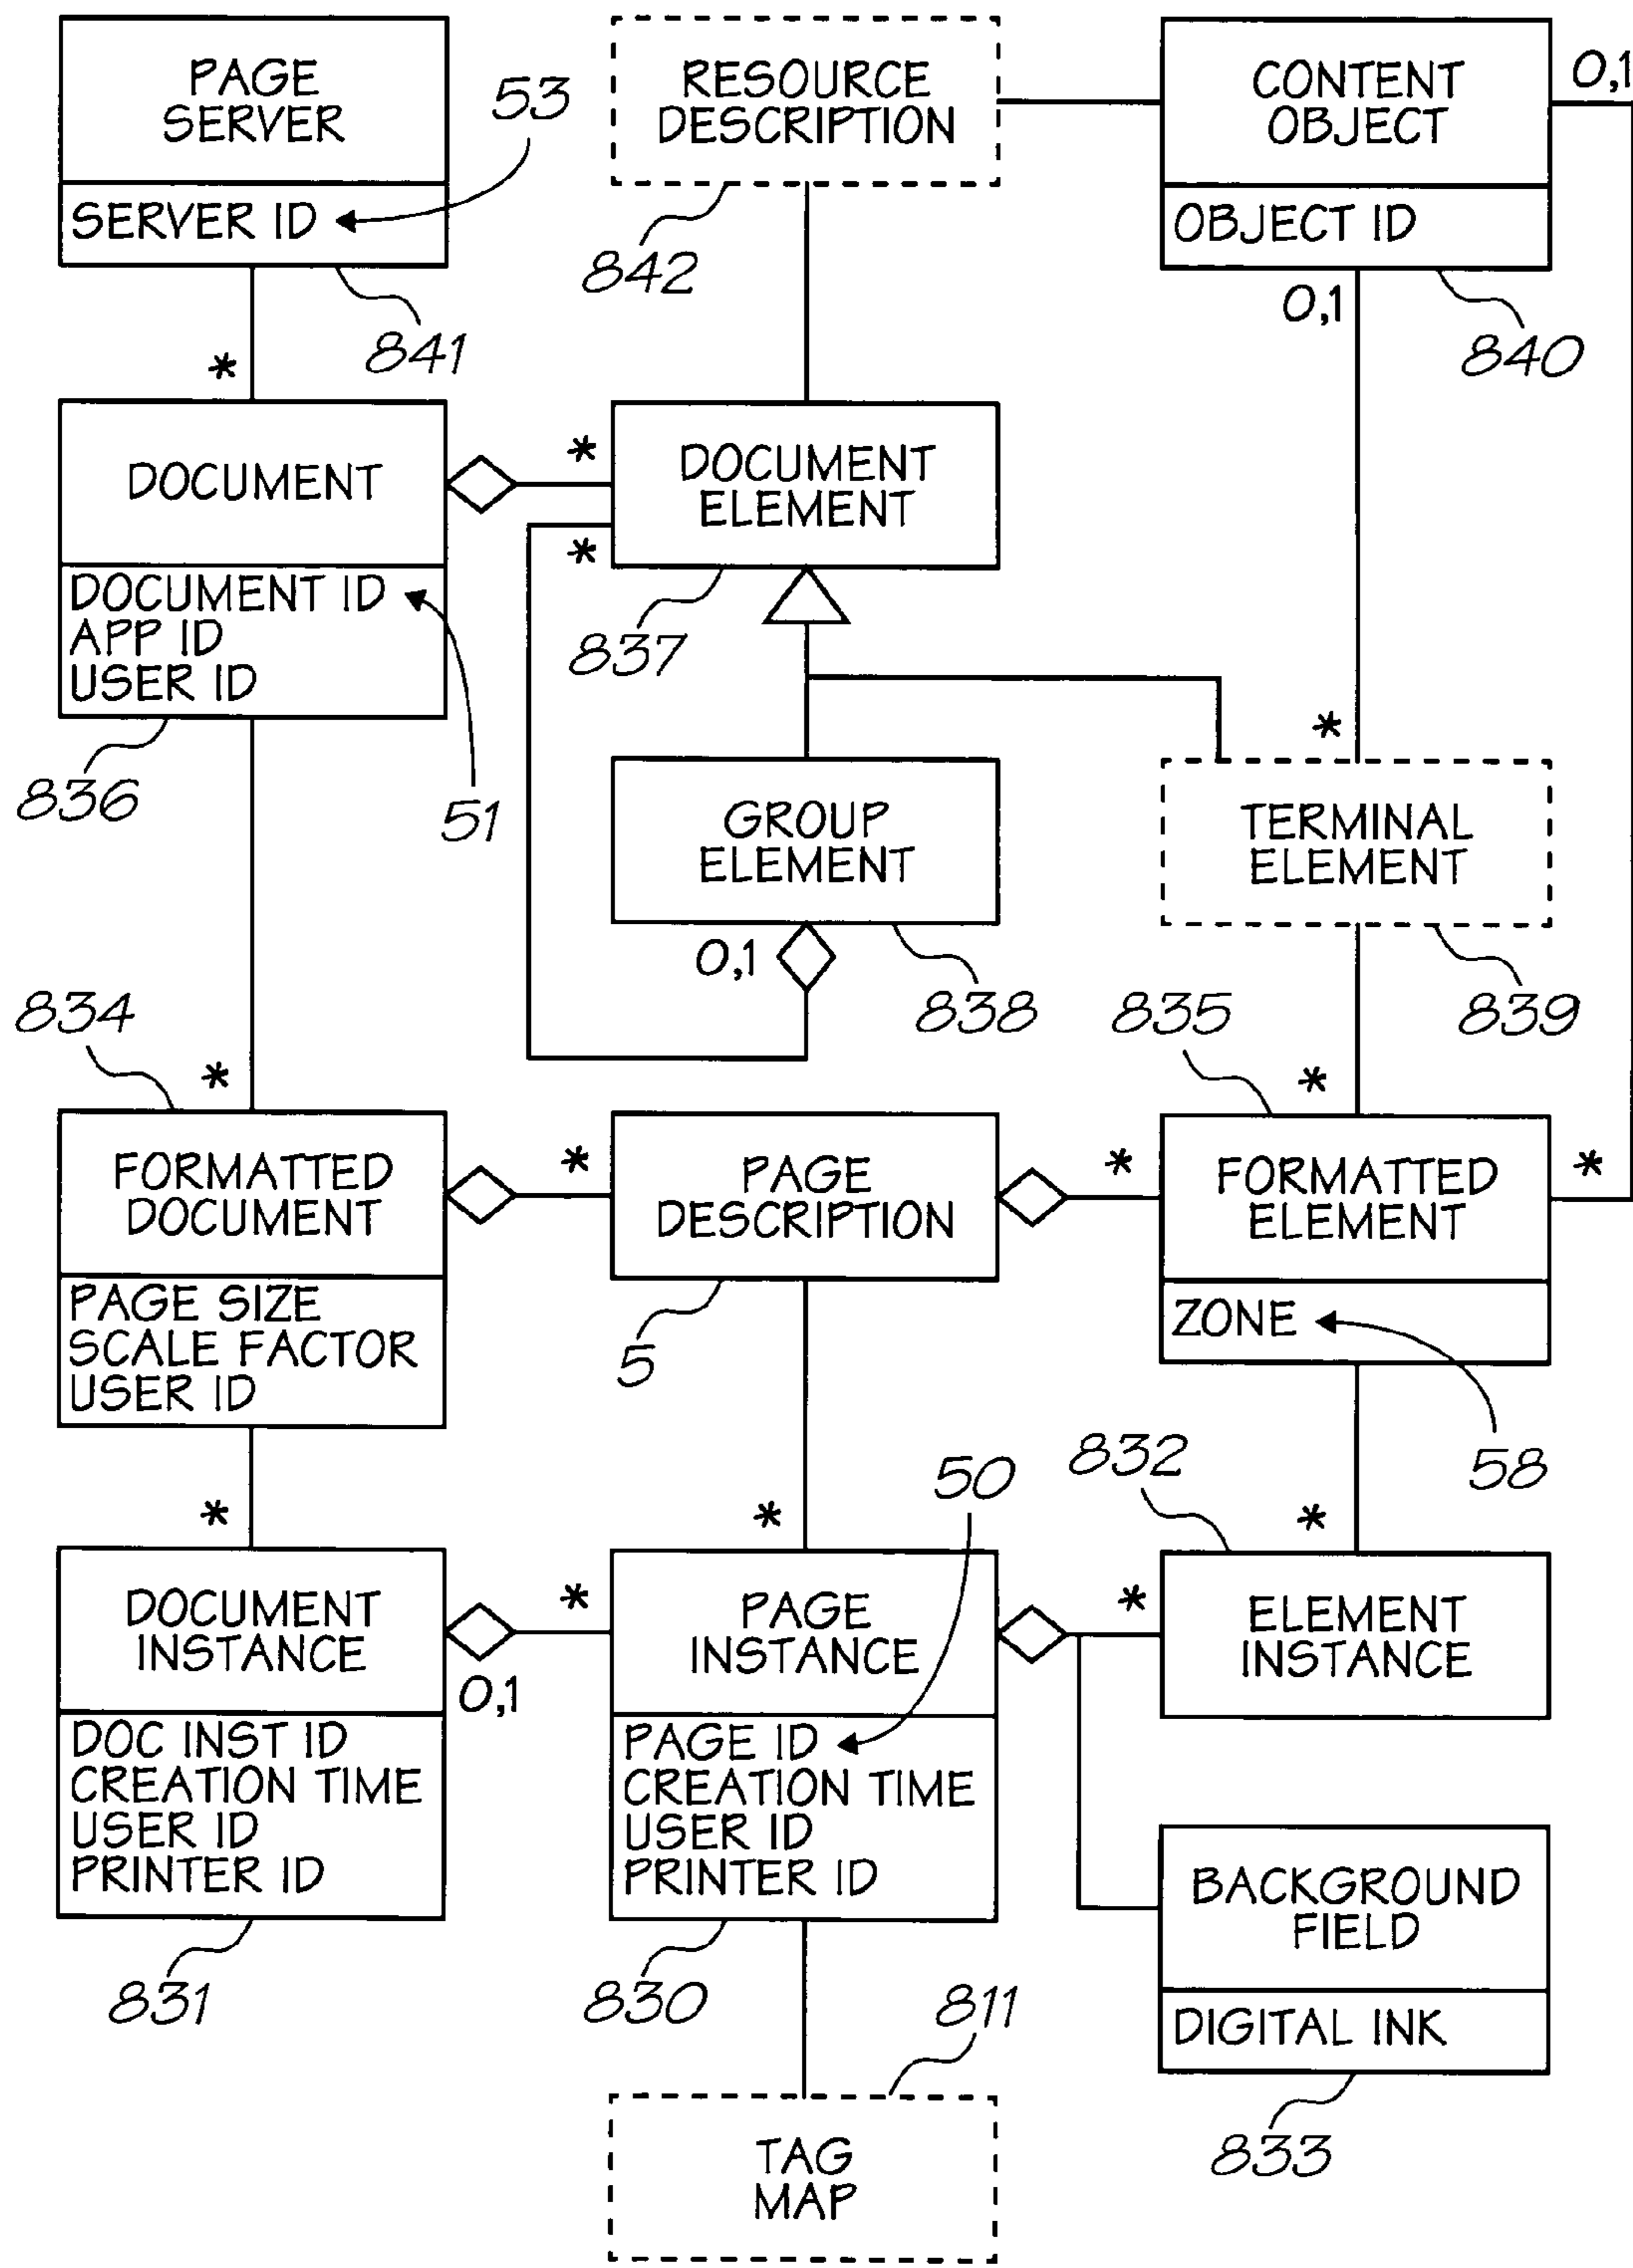 PAGE
SERVER
SERVER ID
53
841
RESOURCE
DESCRIPTION
842
CONTENT
OBJECT
OBJECT ID
0,1
0,1
840
*
DOCUMENT
DOCUMENT ID
APP ID
USER ID
836
51
*
*
DOCUMENT
ELEMENT
837
GROUP
ELEMENT
0,1
838
*
TERMINAL
ELEMENT
839
834
*
FORMATTED
DOCUMENT
PAGE SIZE
SCALE FACTOR
USER ID
*
PAGE
DESCRIPTION
5
835
*
*
*
FORMATTED
ELEMENT
ZONE
58
*
DOCUMENT
INSTANCE
0,1
DOC INST ID
CREATION TIME
USER ID
PRINTER ID
831
50
*
*
PAGE
INSTANCE
PAGE ID
CREATION TIME
USER ID
PRINTER ID
830
832
*
*
ELEMENT
INSTANCE
BACKGROUND
FIELD
DIGITAL INK
833
811
TAG
MAP